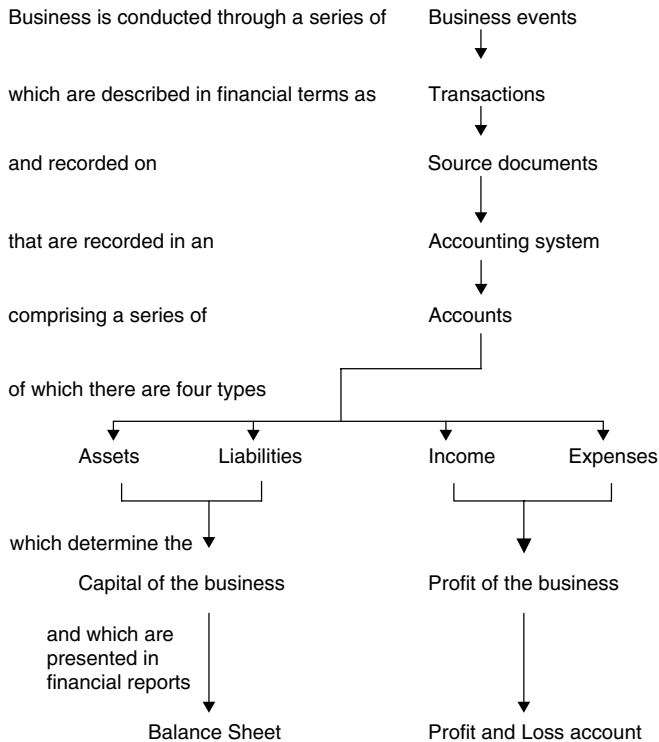 Business is conducted through a series of Business events
which are described in financial terms as Transactions
and recorded on Source documents
that are recorded in an Accounting system
comprising a series of Accounts
of which there are four types
Assets Liabilities Income Expenses
which determine the
Capital of the business Profit of the business
and which are
presented in
financial reports
Balance Sheet Profit and Loss account